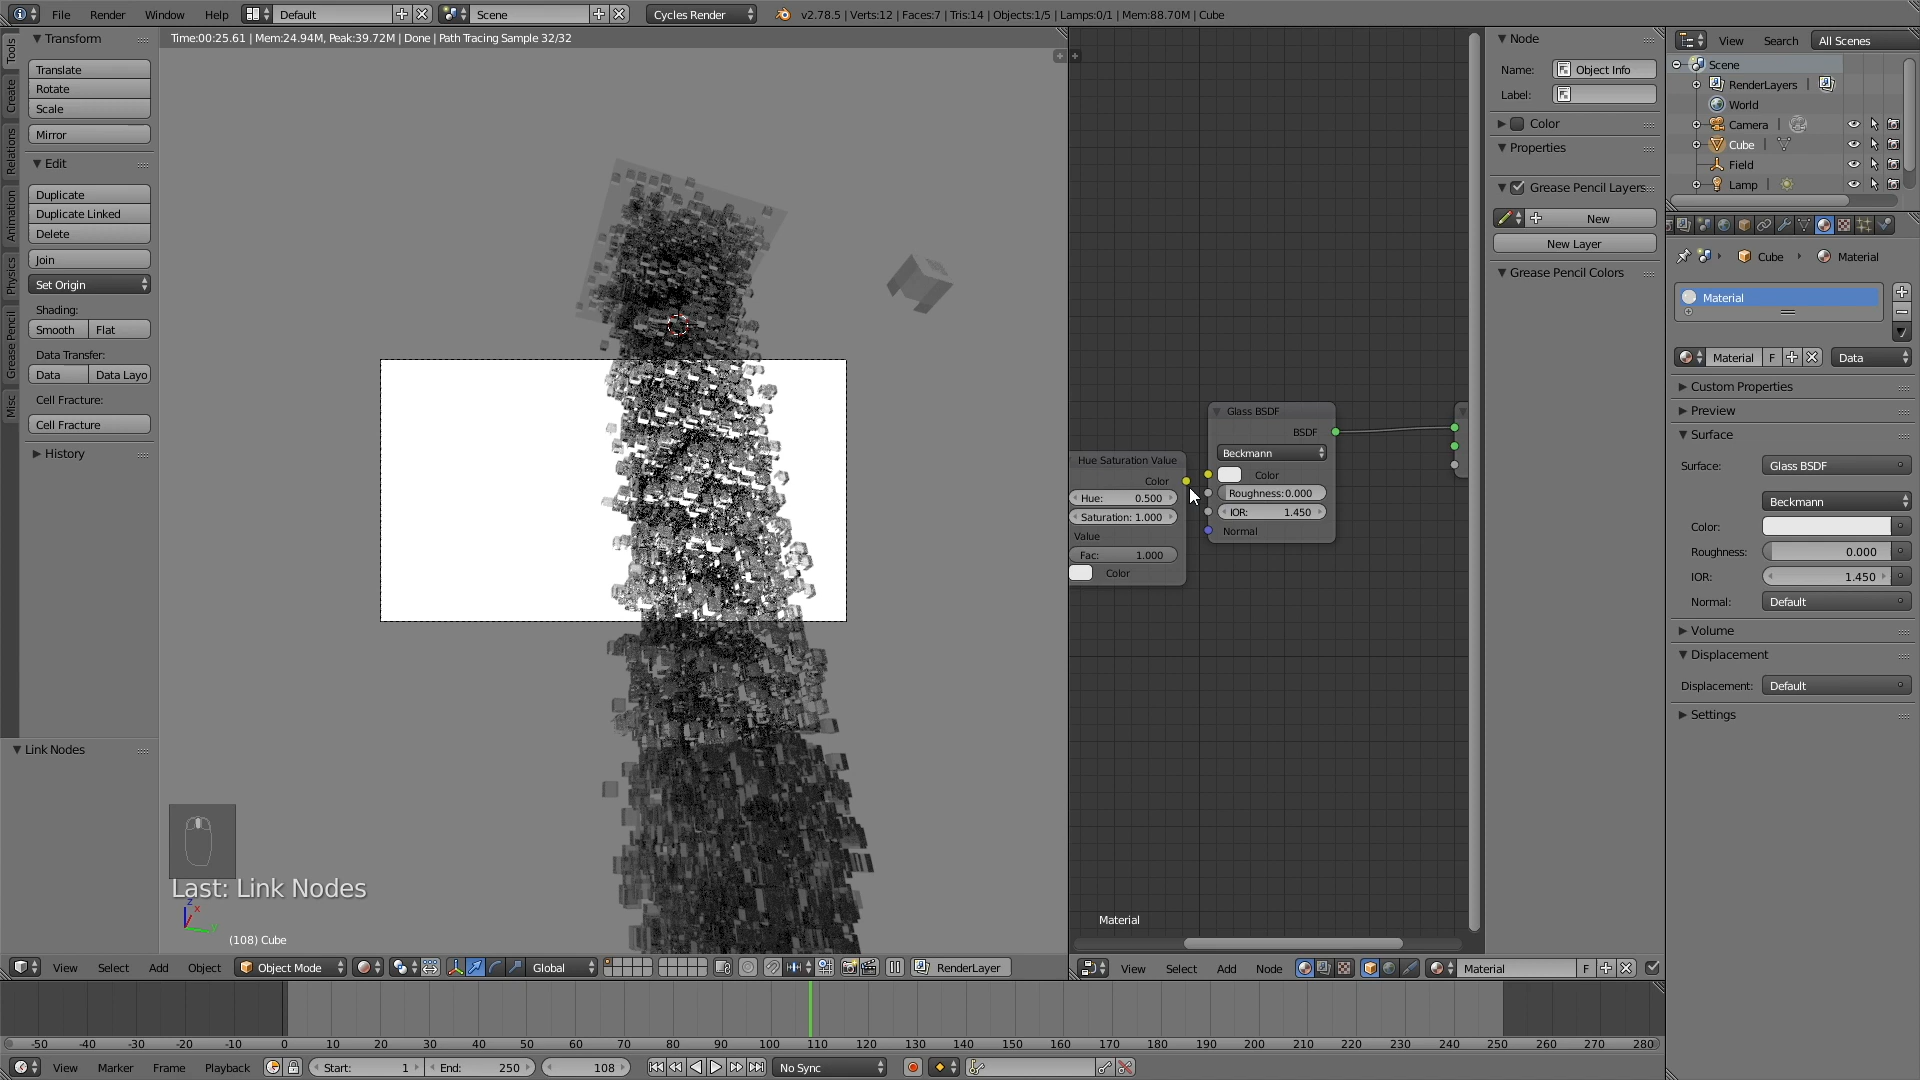 File Render Window Help Default Scene Cycles Render v2.78.5 | Verts:12 | Faces:7 | Tris:14 | Objects:1/5 | Lamps:0/1 | Mem:88.70M | Cube
Time:00:25.61 | Mem:24.94M, Peak:39.72M | Done | Path Tracing Sample 32/32
Tools
Create
Relations
Animation
Physics
Grease Pencil
Misc
Transform
Translate
Rotate
Scale
Mirror
Edit
Duplicate
Duplicate Linked
Delete
Join
Set Origin
Shading:
Smooth Flat
Data Transfer:
Data Data Layo
Cell Fracture:
Cell Fracture
History
Link Nodes
Last: Link Nodes
z
x
y
(108) Cube
View Select Add Object Object Mode Global RenderLayer
Hue Saturation Value
Color
Hue: 0.500
Saturation: 1.000
Value
Fac: 1.000
Color
Glass BSDF
BSDF
Beckmann
Color
Roughness: 0.000
IOR: 1.450
Normal
Material
View Select Add Node Material F
Node
Name: Object Info
Label:
Color
Properties
Grease Pencil Layers
New
New Layer
Grease Pencil Colors
View Search All Scenes
Scene
RenderLayers |
World
Camera |
Cube |
Field
Lamp |
Cube Material
Material
Material F Data
Custom Properties
Preview
Surface
Surface: Glass BSDF
Beckmann
Color:
Roughness: 0.000
IOR: 1.450
Normal: Default
Volume
Displacement
Displacement: Default
Settings
-50 -40 -30 -20 -10 0 10 20 30 40 50 60 70 80 90 100 110 120 130 140 150 160 170 180 190 200 210 220 230 240 250 260 270 280
View Marker Frame Playback Start: 1 End: 250 108 No Sync